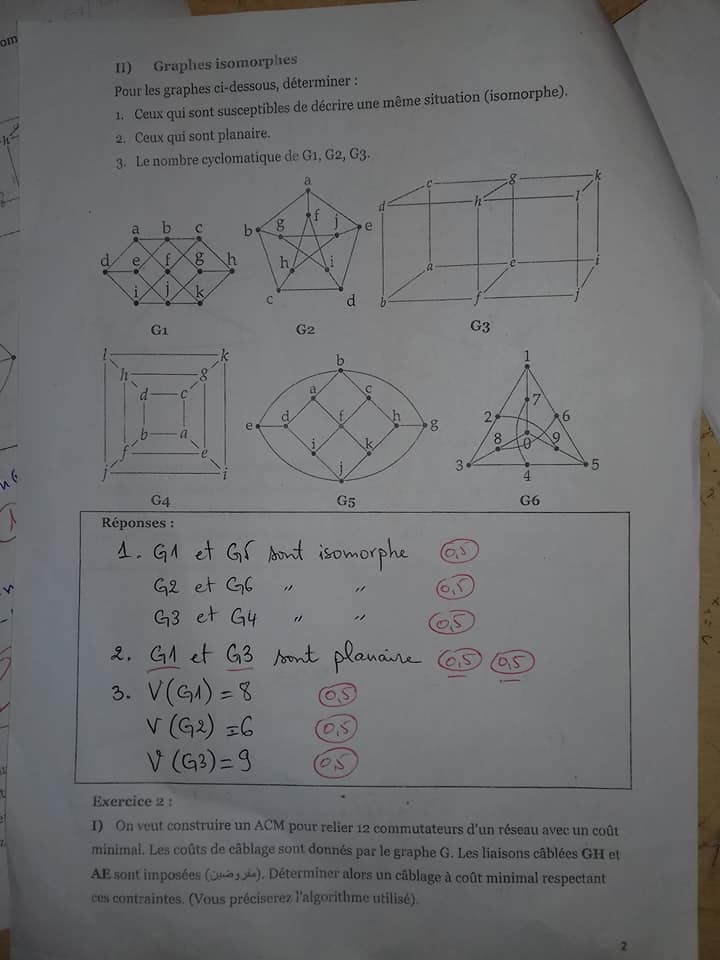 II) Graphes isomorphes
Pour les graphes ci-dessous, déterminer :
1. Ceux qui sont susceptibles de décrire une même situation (isomorphe).
2. Ceux qui sont planaire.
3. Le nombre cyclomatique de G1, G2, G3.
a b c
d e f g h
i j k
G1
a
b g f j e
h i
c d
G2
c g k
d h l
a e i
b f j
G3
l k
h g
d c
b a
f e
j i
G4
b
a c
e d f h g
i k
j
G5
1
7
2 6
8 0 9
3 4 5
G6
Réponses :
1. G1 et G5 sont isomorphe 0,5
G2 et G6 " " 0,5
G3 et G4 " " 0,5
2. G1 et G3 sont planaire 0,5 0,5
3. V(G1) = 8 0,5
V(G2) = 6 0,5
V(G3) = 9 0,5
Exercice 2 :
I) On veut construire un ACM pour relier 12 commutateurs d'un réseau avec un coût
minimal. Les coûts de câblage sont donnés par le graphe G. Les liaisons câblées GH et
AE sont imposées (مفروضين). Déterminer alors un câblage à coût minimal respectant
ces contraintes. (Vous préciserez l'algorithme utilisé).
2